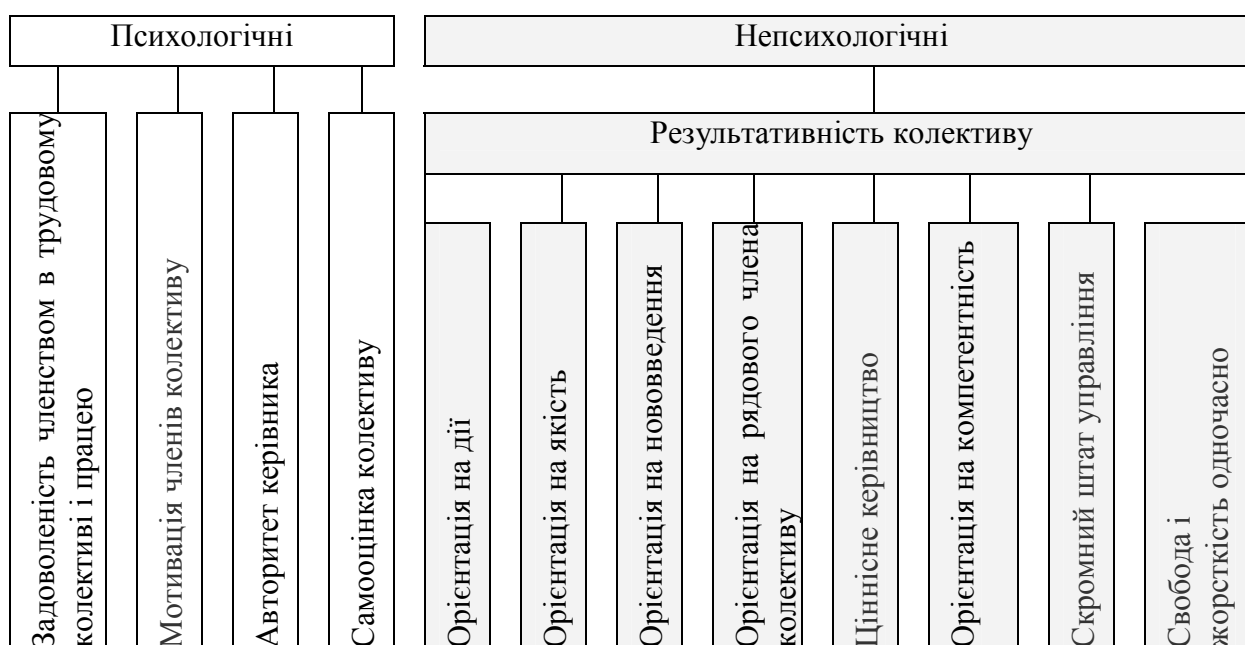 Психологічні
Непсихологічні
Результативність колективу
Задоволеність членством в трудовому
колективі і працею
Мотивація членів колективу
Авторитет керівника
Самооцінка колективу
Орієнтація на дії
Орієнтація на якість
Орієнтація на нововведення
Орієнтація на рядового члена
колективу
Ціннісне керівництво
Орієнтація на компетентність
Скромний штат управління
Свобода і
жорсткість одночасно